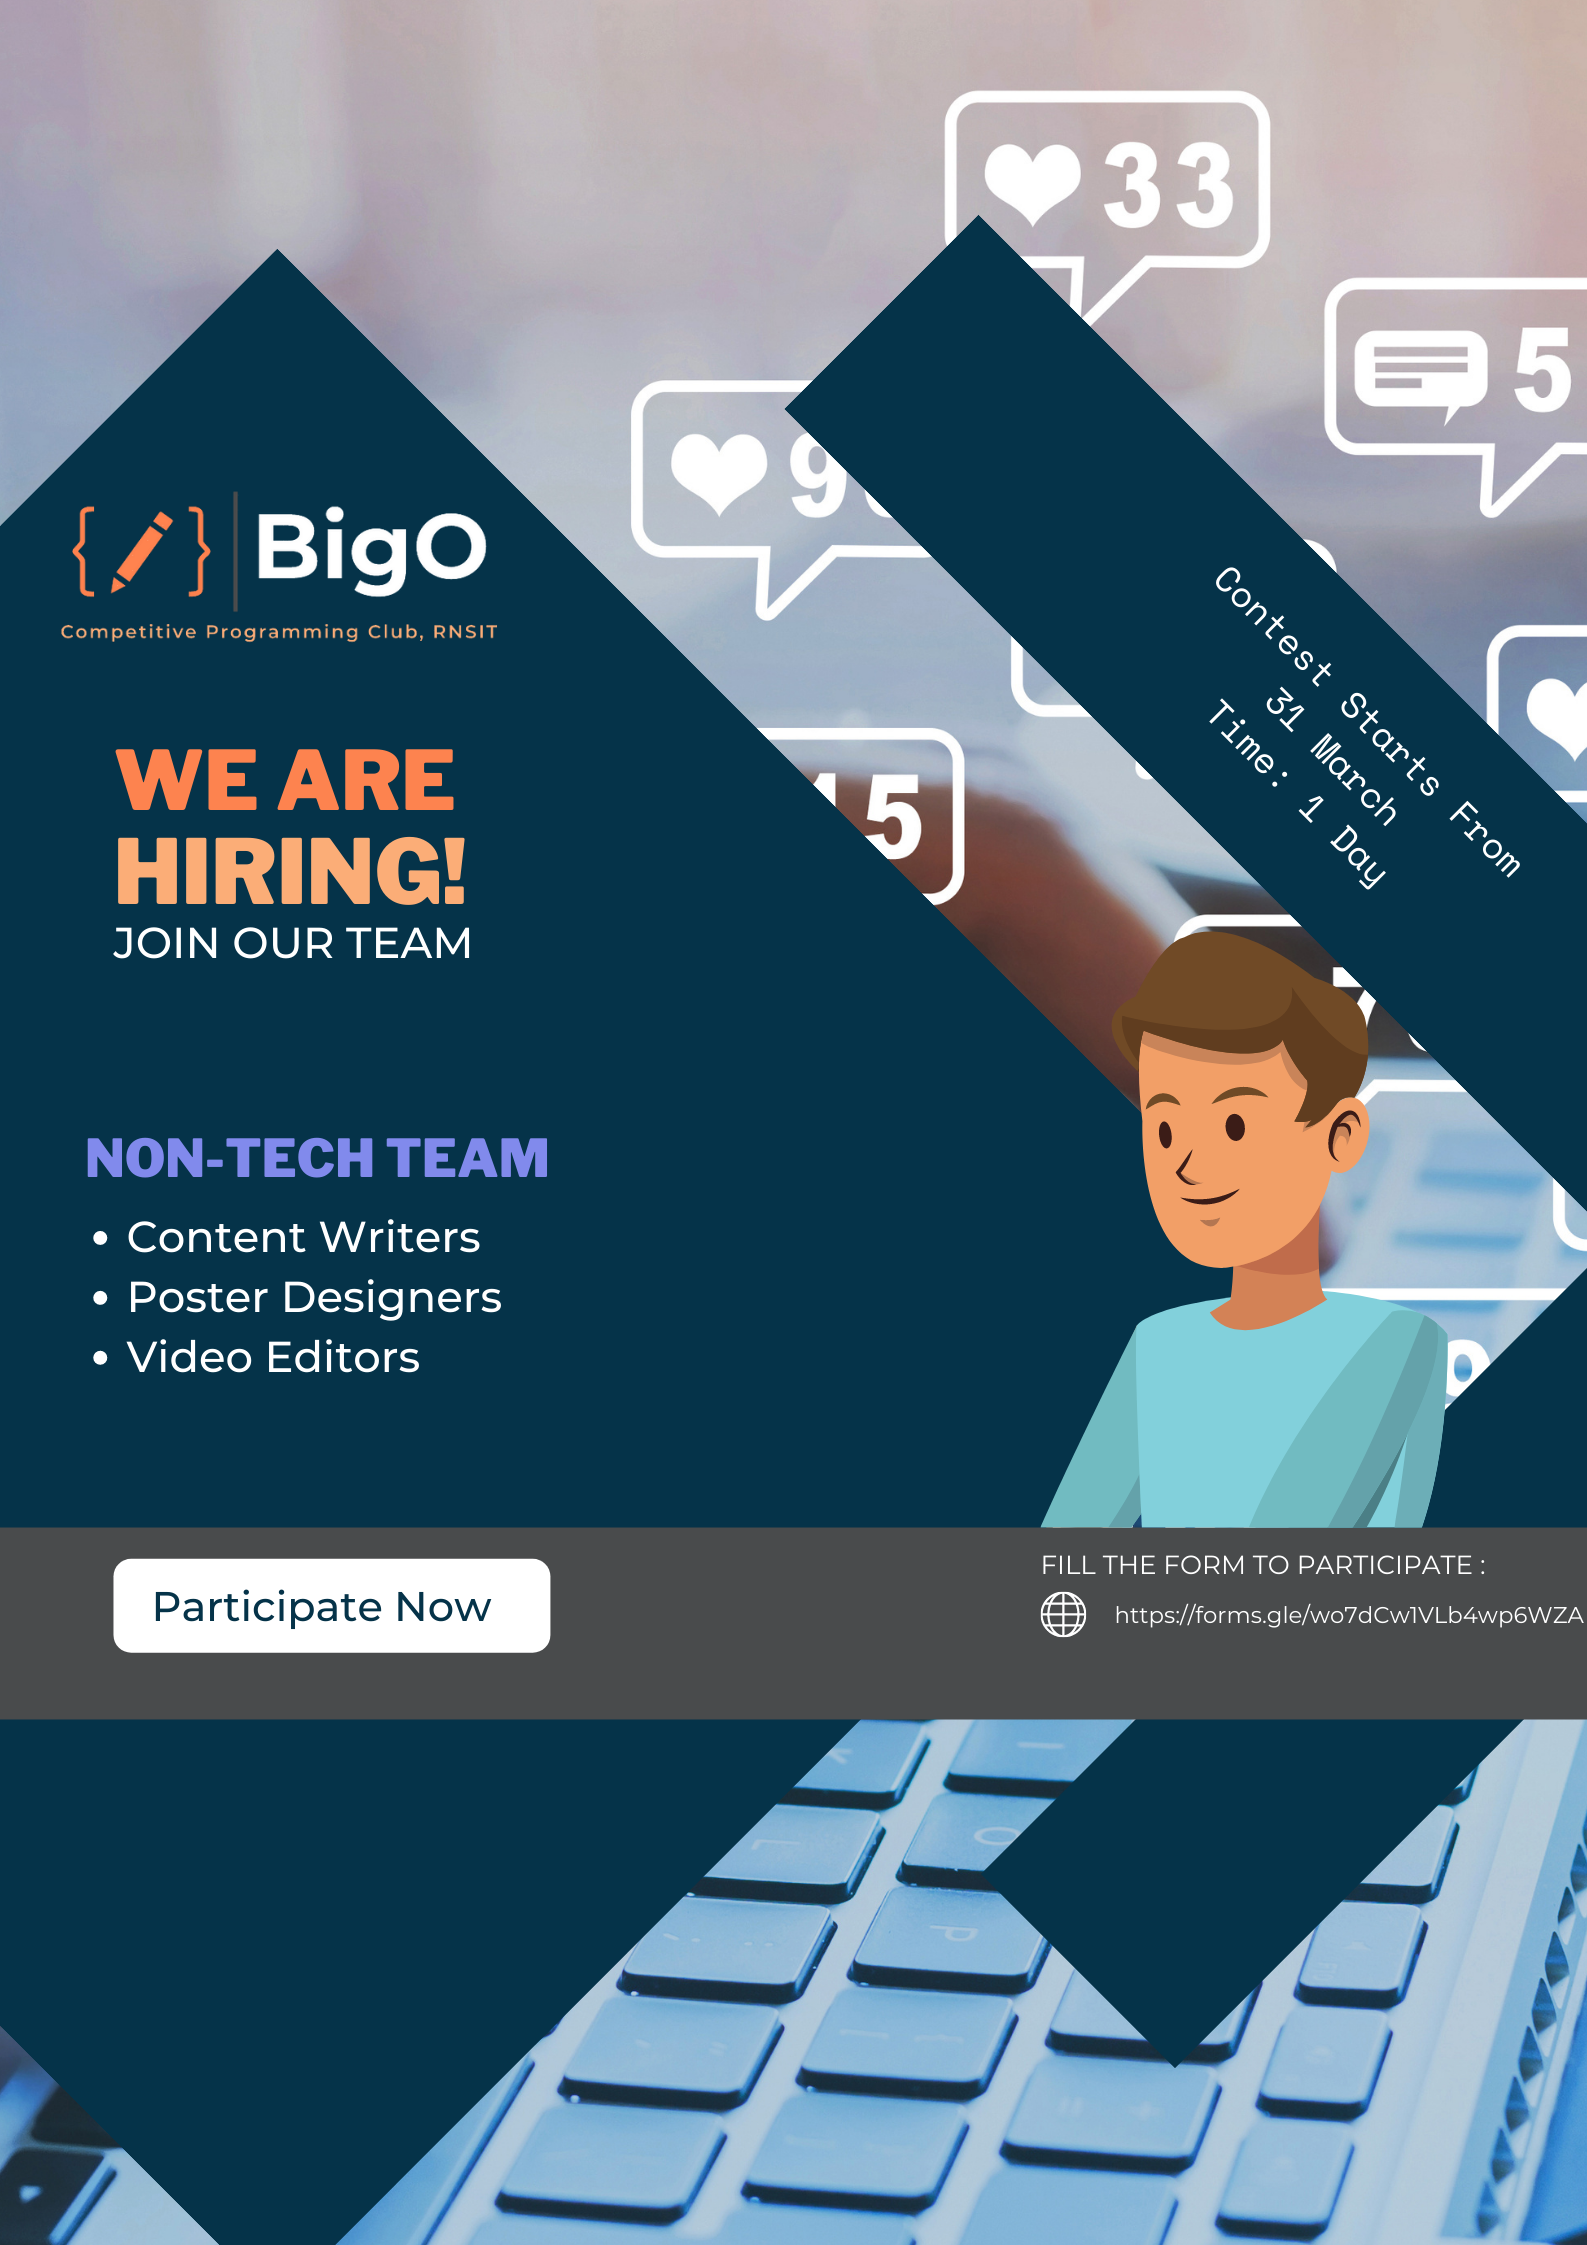 33
5
9
BigO
Competitive Programming Club, RNSIT
Contest Starts From
31 March
Time: 1 Day
15
WE ARE
HIRING!
JOIN OUR TEAM
NON-TECH TEAM
• Content Writers
• Poster Designers
• Video Editors
Participate Now
FILL THE FORM TO PARTICIPATE :
https://forms.gle/wo7dCw1VLb4wp6WZA
P